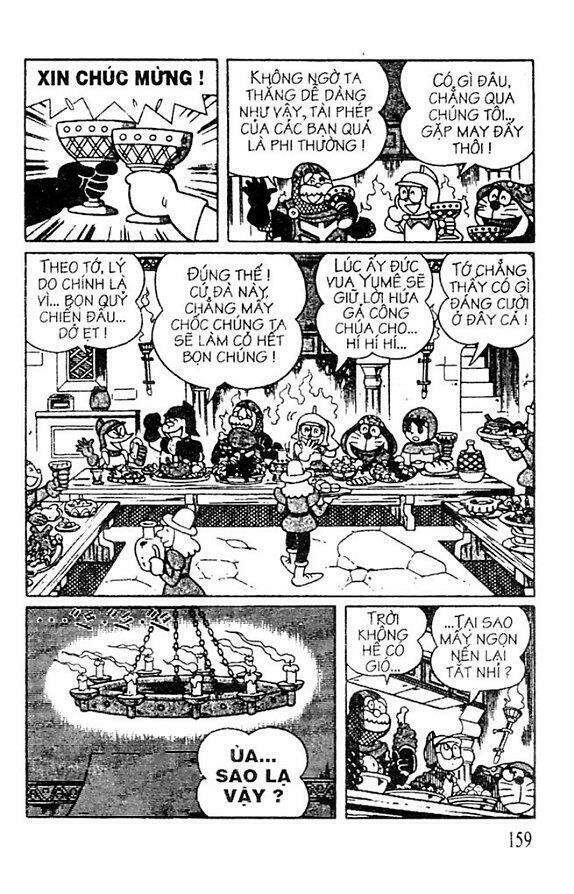 XIN CHÚC MỪNG !
KHÔNG NGỜ TA
THẮNG DỄ DÀNG
NHƯ VẬY, TÀI PHÉP
CỦA CÁC BẠN QUẢ
LÀ PHI THƯỜNG !
CÓ GÌ ĐÂU,
CHẲNG QUA
CHÚNG TÔI...
GẶP MAY ĐẤY
THÔI !
THEO TỚ, LÝ
DO CHÍNH LÀ
VÌ... BỌN QUỶ
CHIẾN ĐẤU...
DỞ ẸT !
ĐÚNG THẾ !
CỨ ĐÀ NÀY,
CHẲNG MẤY
CHỐC CHÚNG TA
SẼ LÀM CỎ HẾT
BỌN CHÚNG !
LÚC ẤY ĐỨC
VUA YUMÊ SẼ
GIỮ LỜI HỨA
GẢ CÔNG
CHÚA CHO...
HÍ HÍ HÍ...
TỚ CHẲNG
THẤY CÓ GÌ
ĐÁNG CƯỜI
Ở ĐÂY CẢ !
ỦA...
SAO LẠ
VẬY ?
TRỜI
KHÔNG
HỀ CÓ
GIÓ...
...TẠI SAO
MẤY NGỌN
NẾN LẠI
TẮT NHỈ ?
159